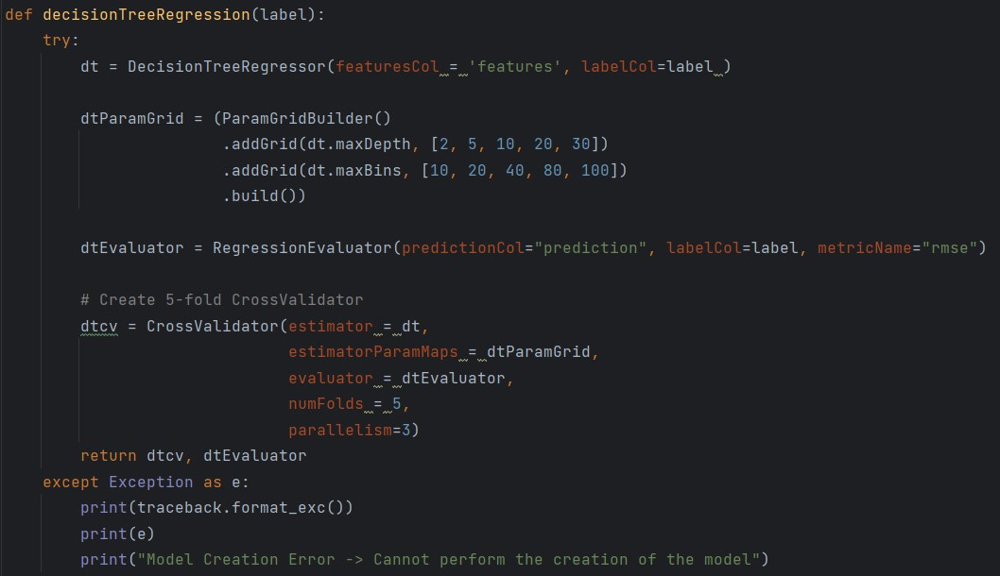 def decisionTreeRegression(label):
    try:
        dt = DecisionTreeRegressor(featuresCol = 'features', labelCol=label )
        dtParamGrid = (ParamGridBuilder()
                       .addGrid(dt.maxDepth, [2, 5, 10, 20, 30])
                       .addGrid(dt.maxBins, [10, 20, 40, 80, 100])
                       .build())
        dtEvaluator = RegressionEvaluator(predictionCol="prediction", labelCol=label, metricName="rmse")
        # Create 5-fold CrossValidator
        dtcv = CrossValidator(estimator = dt,
                              estimatorParamMaps = dtParamGrid,
                              evaluator = dtEvaluator,
                              numFolds = 5,
                              parallelism=3)
        return dtcv, dtEvaluator
    except Exception as e:
        print(traceback.format_exc())
        print(e)
        print("Model Creation Error -> Cannot perform the creation of the model")